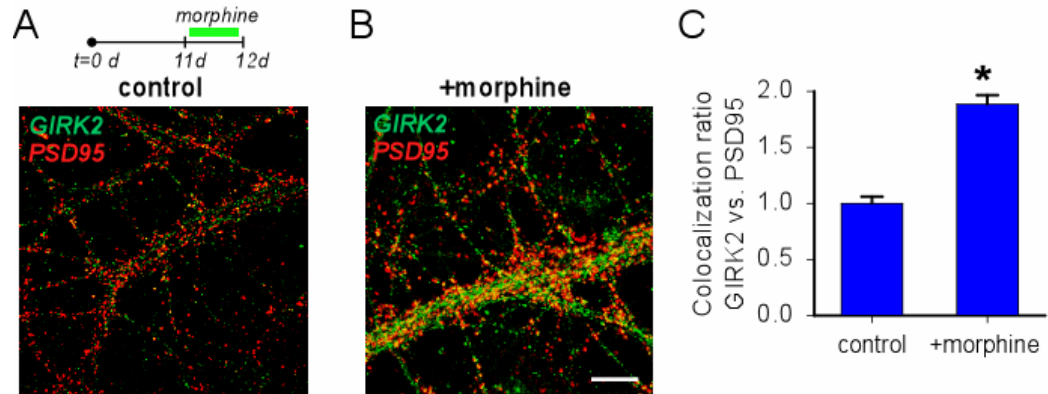 A
morphine
t=0 d 11d 12d
control
GIRK2
PSD95
B
+morphine
GIRK2
PSD95
C
Colocalization ratio
GIRK2 vs. PSD95
2.0
*
1.5
1.0
0.5
0.0
control +morphine